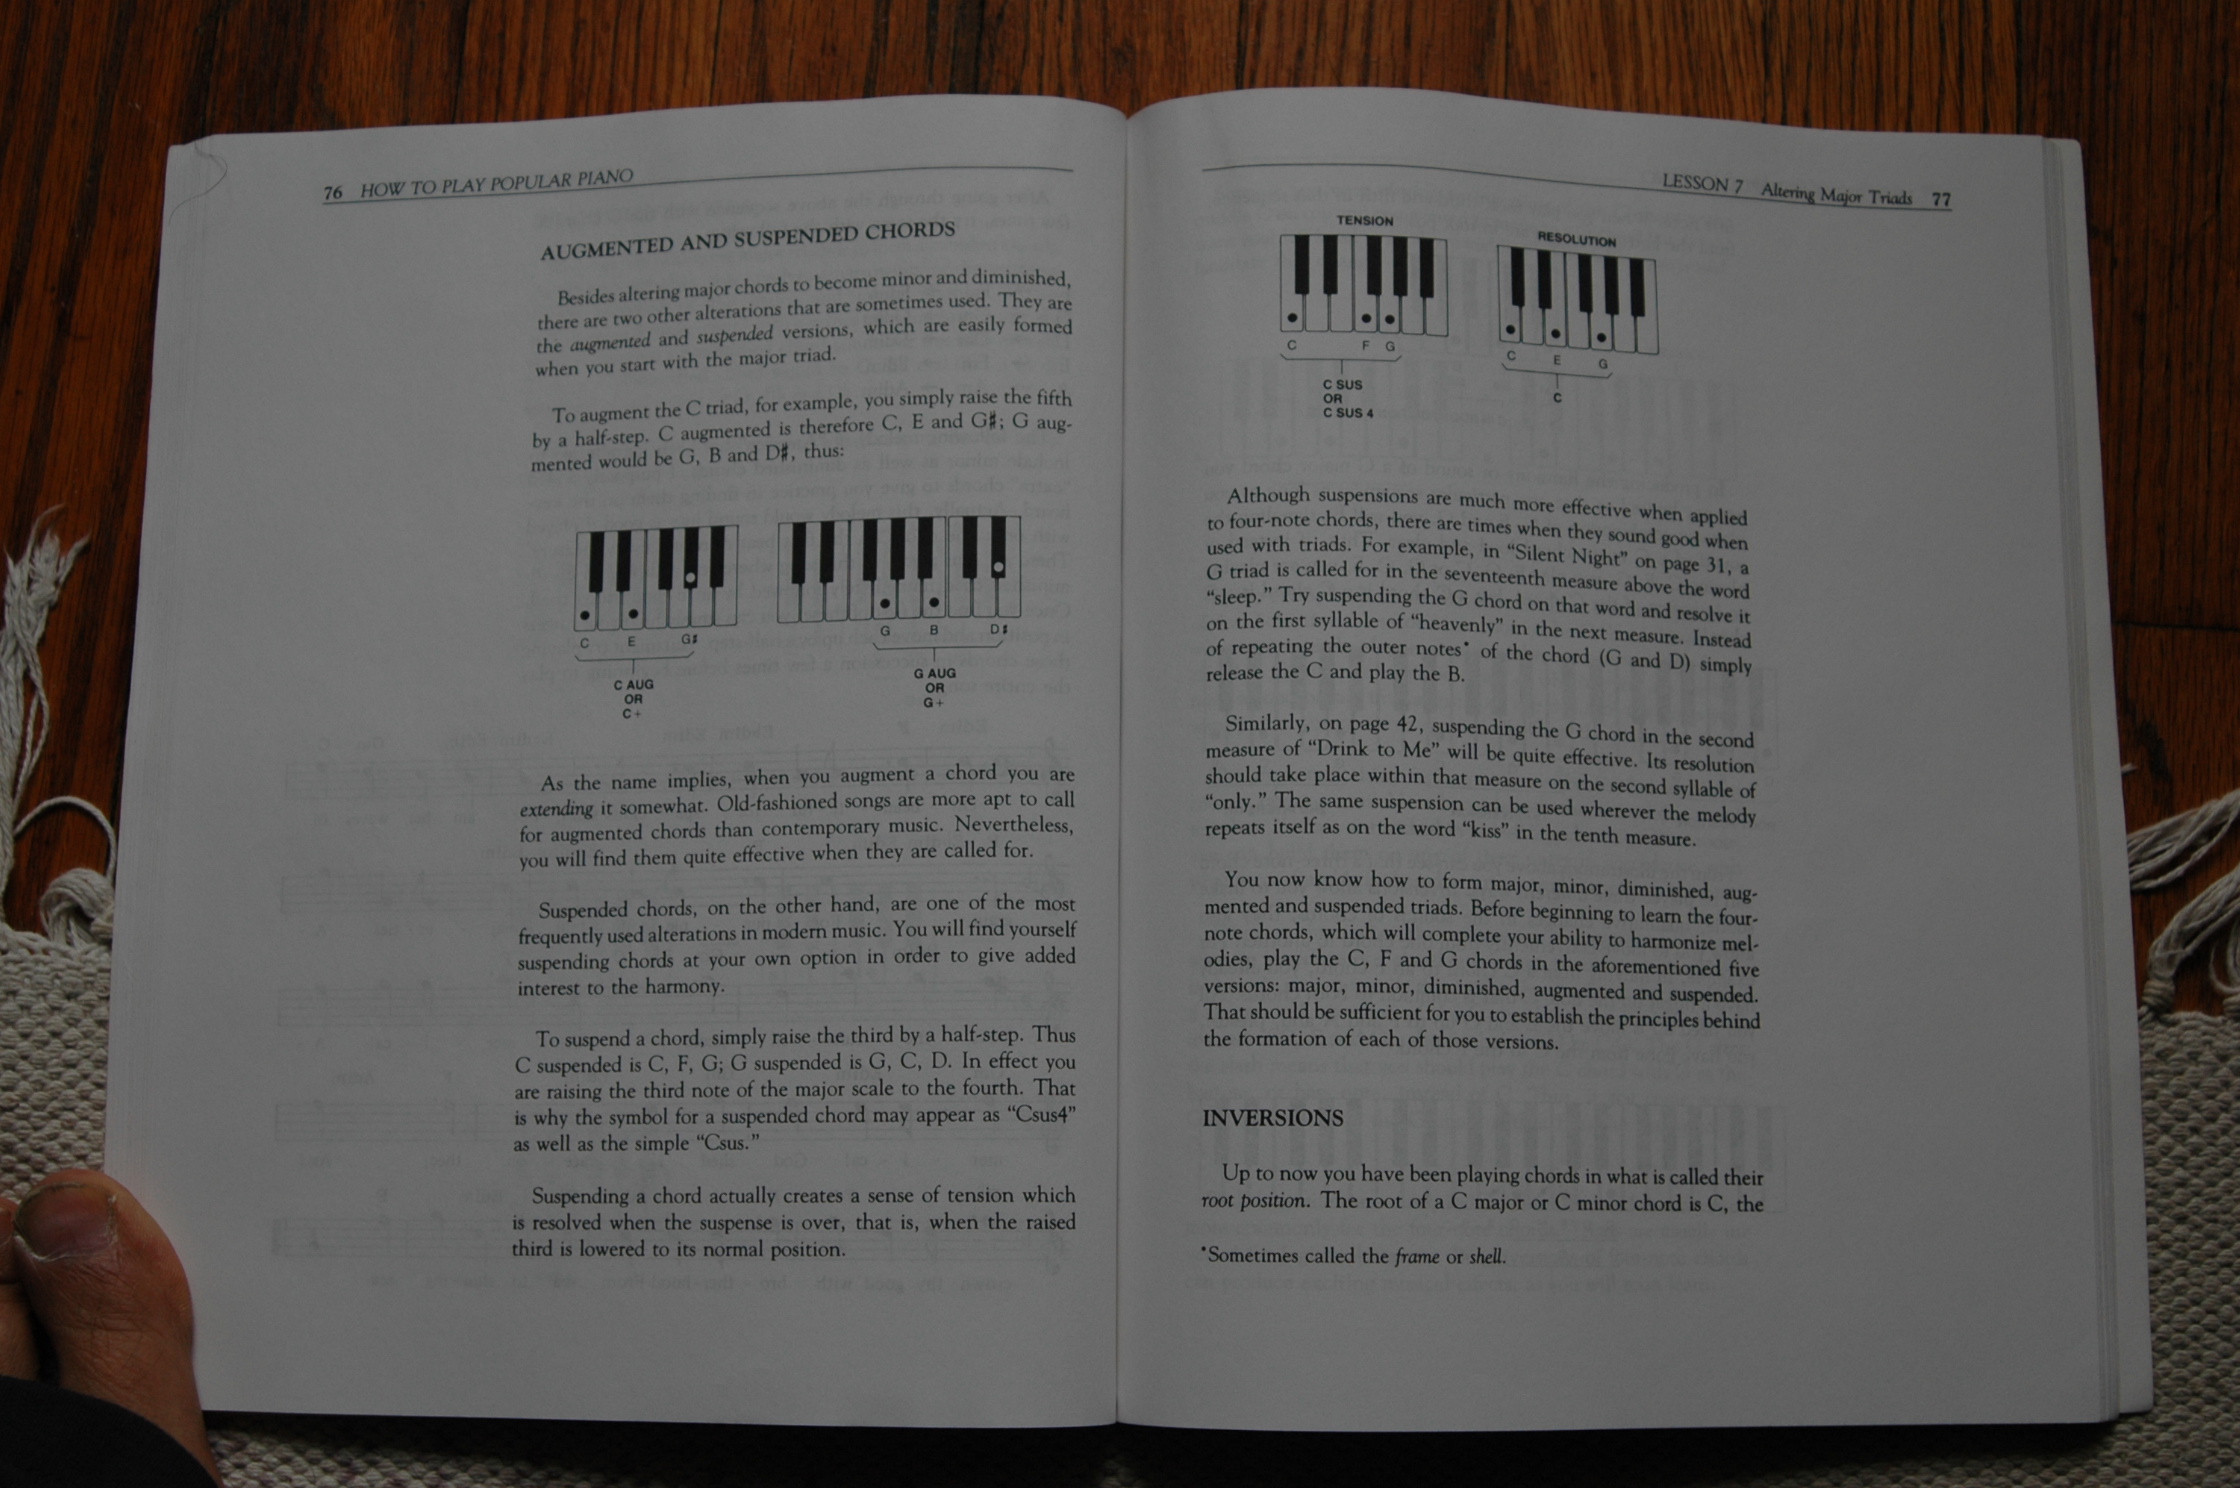 76 HOW TO PLAY POPULAR PIANO
AUGMENTED AND SUSPENDED CHORDS
Besides altering major chords to become minor and diminished,
there are two other alterations that are sometimes used. They are
the augmented and suspended versions, which are easily formed
when you start with the major triad.
To augment the C triad, for example, you simply raise the fifth
by a half-step. C augmented is therefore C, E and G#; G aug-
mented would be G, B and D#, thus:
C E G#
C AUG
OR
C+
G B D#
G AUG
OR
G+
As the name implies, when you augment a chord you are
extending it somewhat. Old-fashioned songs are more apt to call
for augmented chords than contemporary music. Nevertheless,
you will find them quite effective when they are called for.
Suspended chords, on the other hand, are one of the most
frequently used alterations in modern music. You will find yourself
suspending chords at your own option in order to give added
interest to the harmony.
To suspend a chord, simply raise the third by a half-step. Thus
C suspended is C, F, G; G suspended is G, C, D. In effect you
are raising the third note of the major scale to the fourth. That
is why the symbol for a suspended chord may appear as “Csus4”
as well as the simple “Csus.”
Suspending a chord actually creates a sense of tension which
is resolved when the suspense is over, that is, when the raised
third is lowered to its normal position.
LESSON 7 Altering Major Triads 77
TENSION
C F G
C SUS
OR
C SUS 4
RESOLUTION
C E G
C
Although suspensions are much more effective when applied
to four-note chords, there are times when they sound good when
used with triads. For example, in “Silent Night” on page 31, a
G triad is called for in the seventeenth measure above the word
“sleep.” Try suspending the G chord on that word and resolve it
on the first syllable of “heavenly” in the next measure. Instead
of repeating the outer notes* of the chord (G and D) simply
release the C and play the B.
Similarly, on page 42, suspending the G chord in the second
measure of “Drink to Me” will be quite effective. Its resolution
should take place within that measure on the second syllable of
“only.” The same suspension can be used wherever the melody
repeats itself as on the word “kiss” in the tenth measure.
You now know how to form major, minor, diminished, aug-
mented and suspended triads. Before beginning to learn the four-
note chords, which will complete your ability to harmonize mel-
odies, play the C, F and G chords in the aforementioned five
versions: major, minor, diminished, augmented and suspended.
That should be sufficient for you to establish the principles behind
the formation of each of those versions.
INVERSIONS
Up to now you have been playing chords in what is called their
root position. The root of a C major or C minor chord is C, the
*Sometimes called the frame or shell.